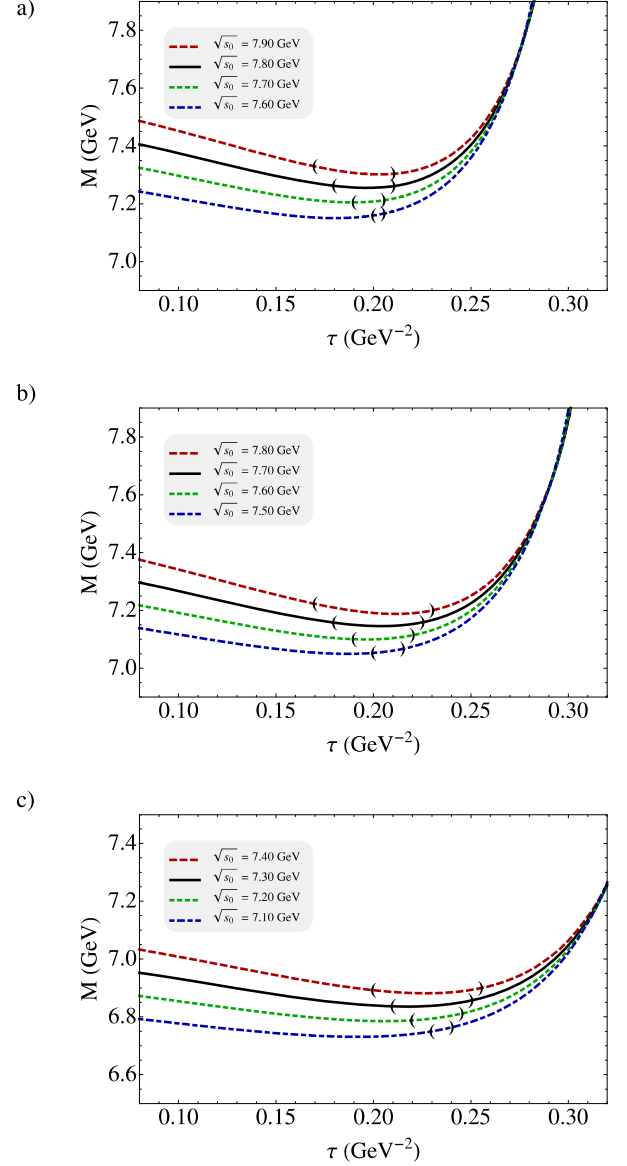 a)
7.8
7.6
7.4
7.2
7.0
M (GeV)
√s₀ = 7.90 GeV
√s₀ = 7.80 GeV
√s₀ = 7.70 GeV
√s₀ = 7.60 GeV
0.10 0.15 0.20 0.25 0.30
τ (GeV⁻²)
b)
7.8
7.6
7.4
7.2
7.0
M (GeV)
√s₀ = 7.80 GeV
√s₀ = 7.70 GeV
√s₀ = 7.60 GeV
√s₀ = 7.50 GeV
0.10 0.15 0.20 0.25 0.30
τ (GeV⁻²)
c)
7.4
7.2
7.0
6.8
6.6
M (GeV)
√s₀ = 7.40 GeV
√s₀ = 7.30 GeV
√s₀ = 7.20 GeV
√s₀ = 7.10 GeV
0.10 0.15 0.20 0.25 0.30
τ (GeV⁻²)